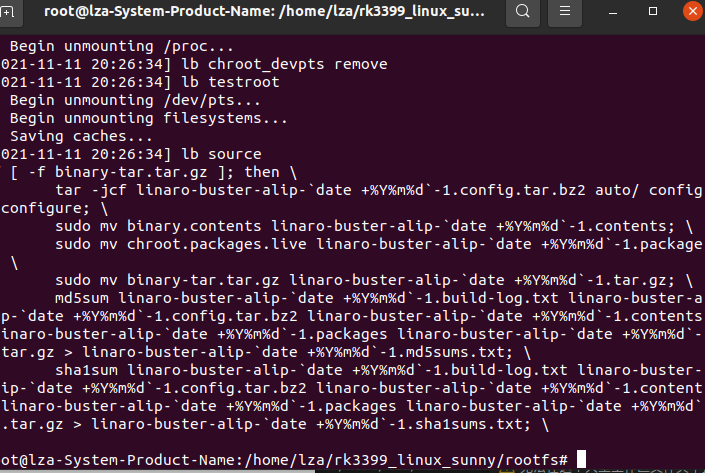 root@lza-System-Product-Name: /home/lza/rk3399_linux_su...
Begin unmounting /proc...
021-11-11 20:26:34] lb chroot_devpts remove
021-11-11 20:26:34] lb testroot
Begin unmounting /dev/pts...
Begin unmounting filesystems...
Saving caches...
021-11-11 20:26:34] lb source
[ -f binary-tar.tar.gz ]; then \
tar -jcf linaro-buster-alip-`date +%Y%m%d`-1.config.tar.bz2 auto/ config
configure; \
sudo mv binary.contents linaro-buster-alip-`date +%Y%m%d`-1.contents; \
sudo mv chroot.packages.live linaro-buster-alip-`date +%Y%m%d`-1.package
\
sudo mv binary-tar.tar.gz linaro-buster-alip-`date +%Y%m%d`-1.tar.gz; \
md5sum linaro-buster-alip-`date +%Y%m%d`-1.build-log.txt linaro-buster-a
p-`date +%Y%m%d`-1.config.tar.bz2 linaro-buster-alip-`date +%Y%m%d`-1.contents
inaro-buster-alip-`date +%Y%m%d`-1.packages linaro-buster-alip-`date +%Y%m%d`-
tar.gz > linaro-buster-alip-`date +%Y%m%d`-1.md5sums.txt; \
sha1sum linaro-buster-alip-`date +%Y%m%d`-1.build-log.txt linaro-buster-
ip-`date +%Y%m%d`-1.config.tar.bz2 linaro-buster-alip-`date +%Y%m%d`-1.content
linaro-buster-alip-`date +%Y%m%d`-1.packages linaro-buster-alip-`date +%Y%m%d`
.tar.gz > linaro-buster-alip-`date +%Y%m%d`-1.sha1sums.txt; \
ot@lza-System-Product-Name:/home/lza/rk3399_linux_sunny/rootfs#